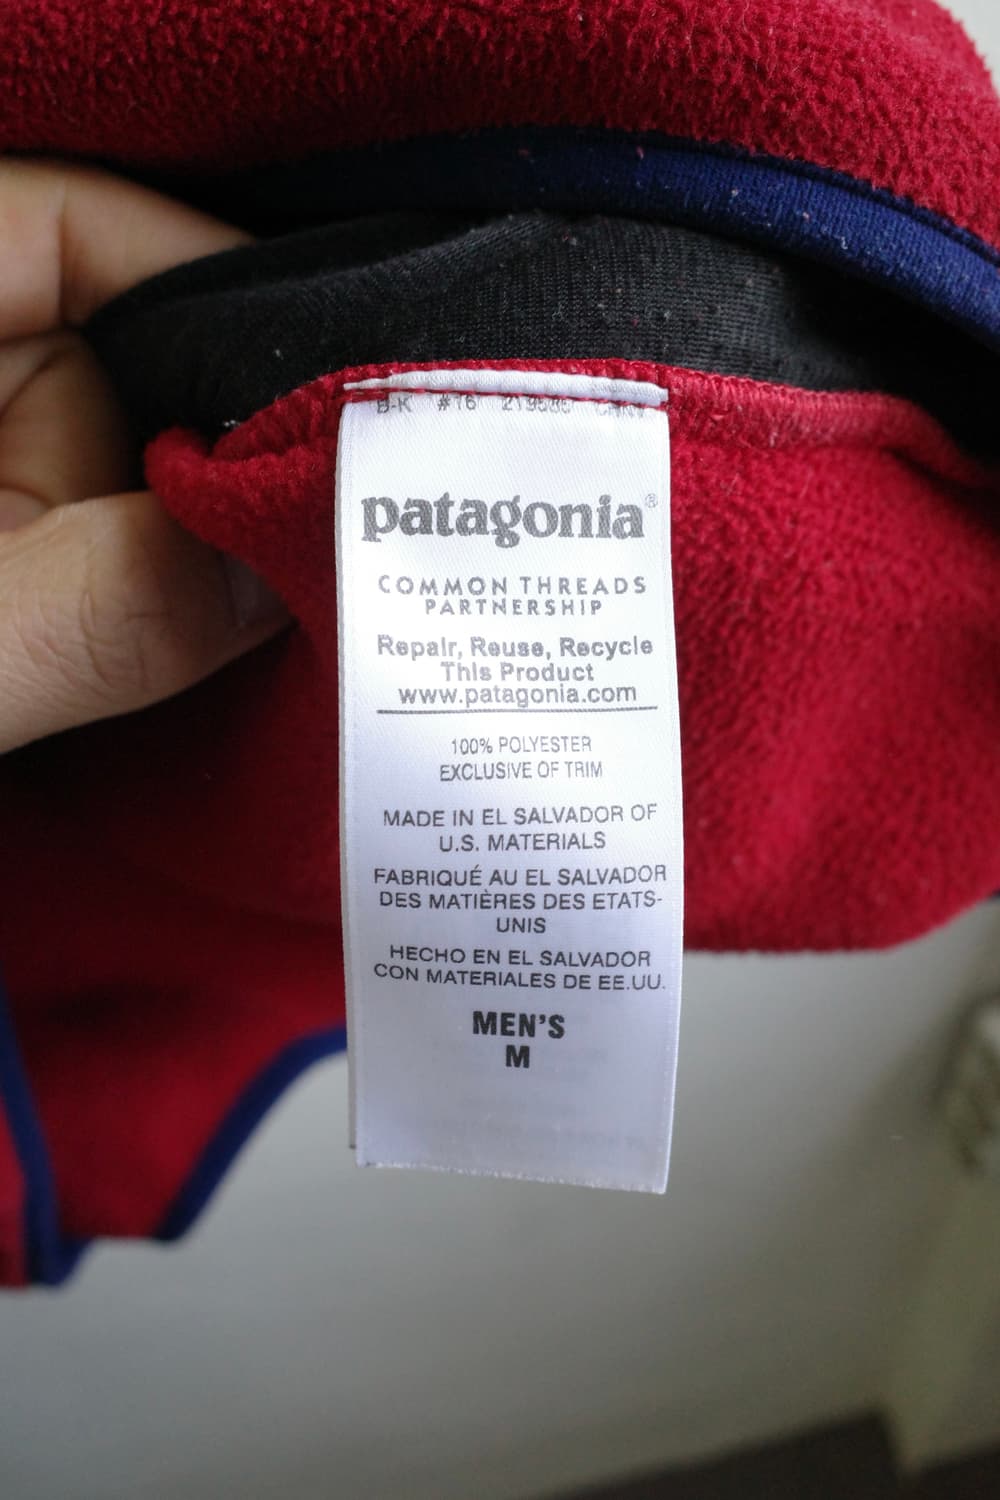 B-K #16
patagonia®
COMMON THREADS
PARTNERSHIP
Repair, Reuse, Recycle
This Product
www.patagonia.com
100% POLYESTER
EXCLUSIVE OF TRIM
MADE IN EL SALVADOR OF
U.S. MATERIALS
FABRIQUÉ AU EL SALVADOR
DES MATIÈRES DES ETATS-
UNIS
HECHO EN EL SALVADOR
CON MATERIALES DE EE.UU.
MEN'S
M